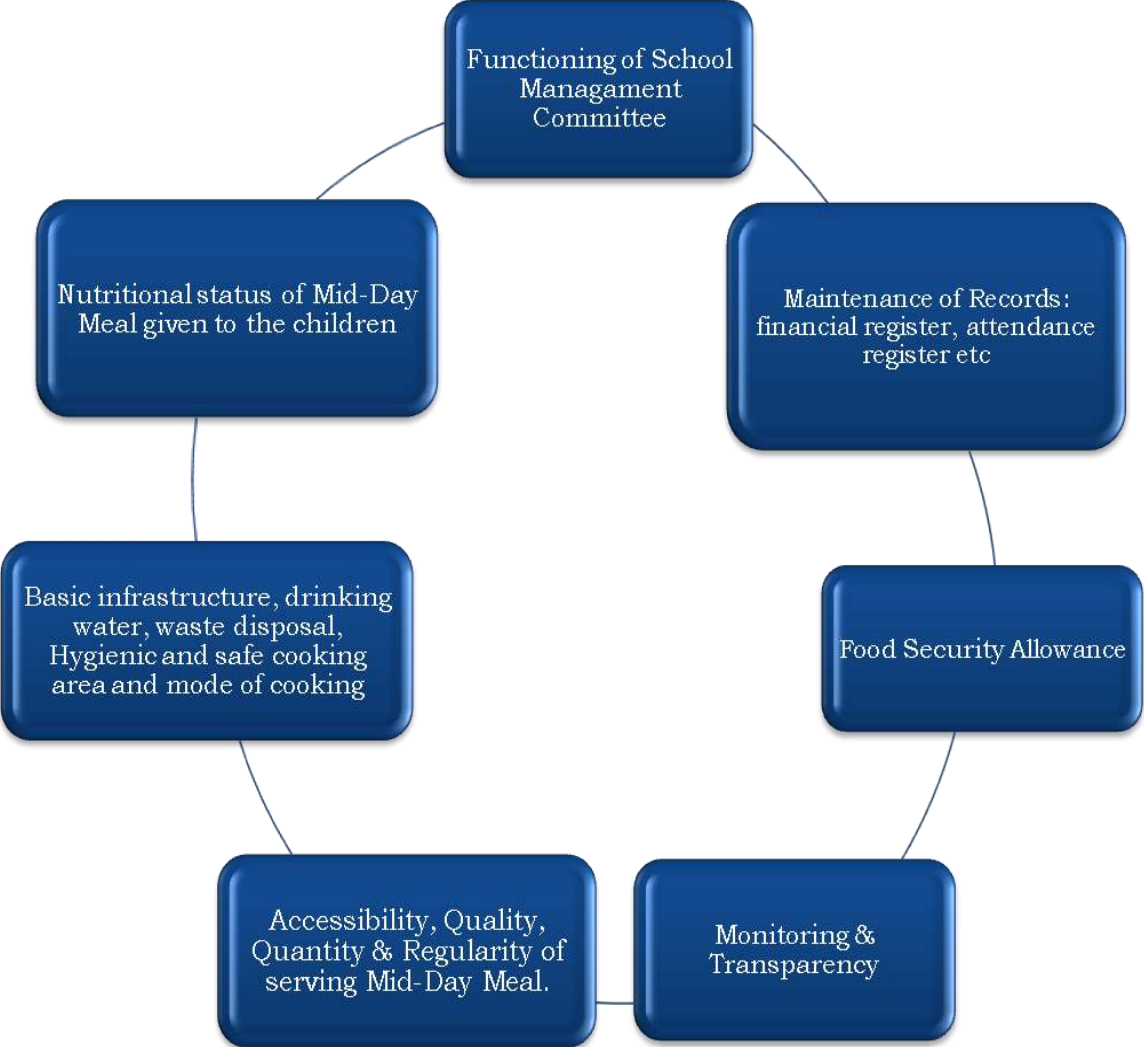 Functioning of School
Managament
Committee
Maintenance of Records:
financial register, attendance
register etc
Food Security Allowance
Monitoring &
Transparency
Accessibility, Quality,
Quantity & Regularity of
serving Mid-Day Meal.
Basic infrastructure, drinking
water, waste disposal,
Hygienic and safe cooking
area and mode of cooking
Nutritional status of Mid-Day
Meal given to the children